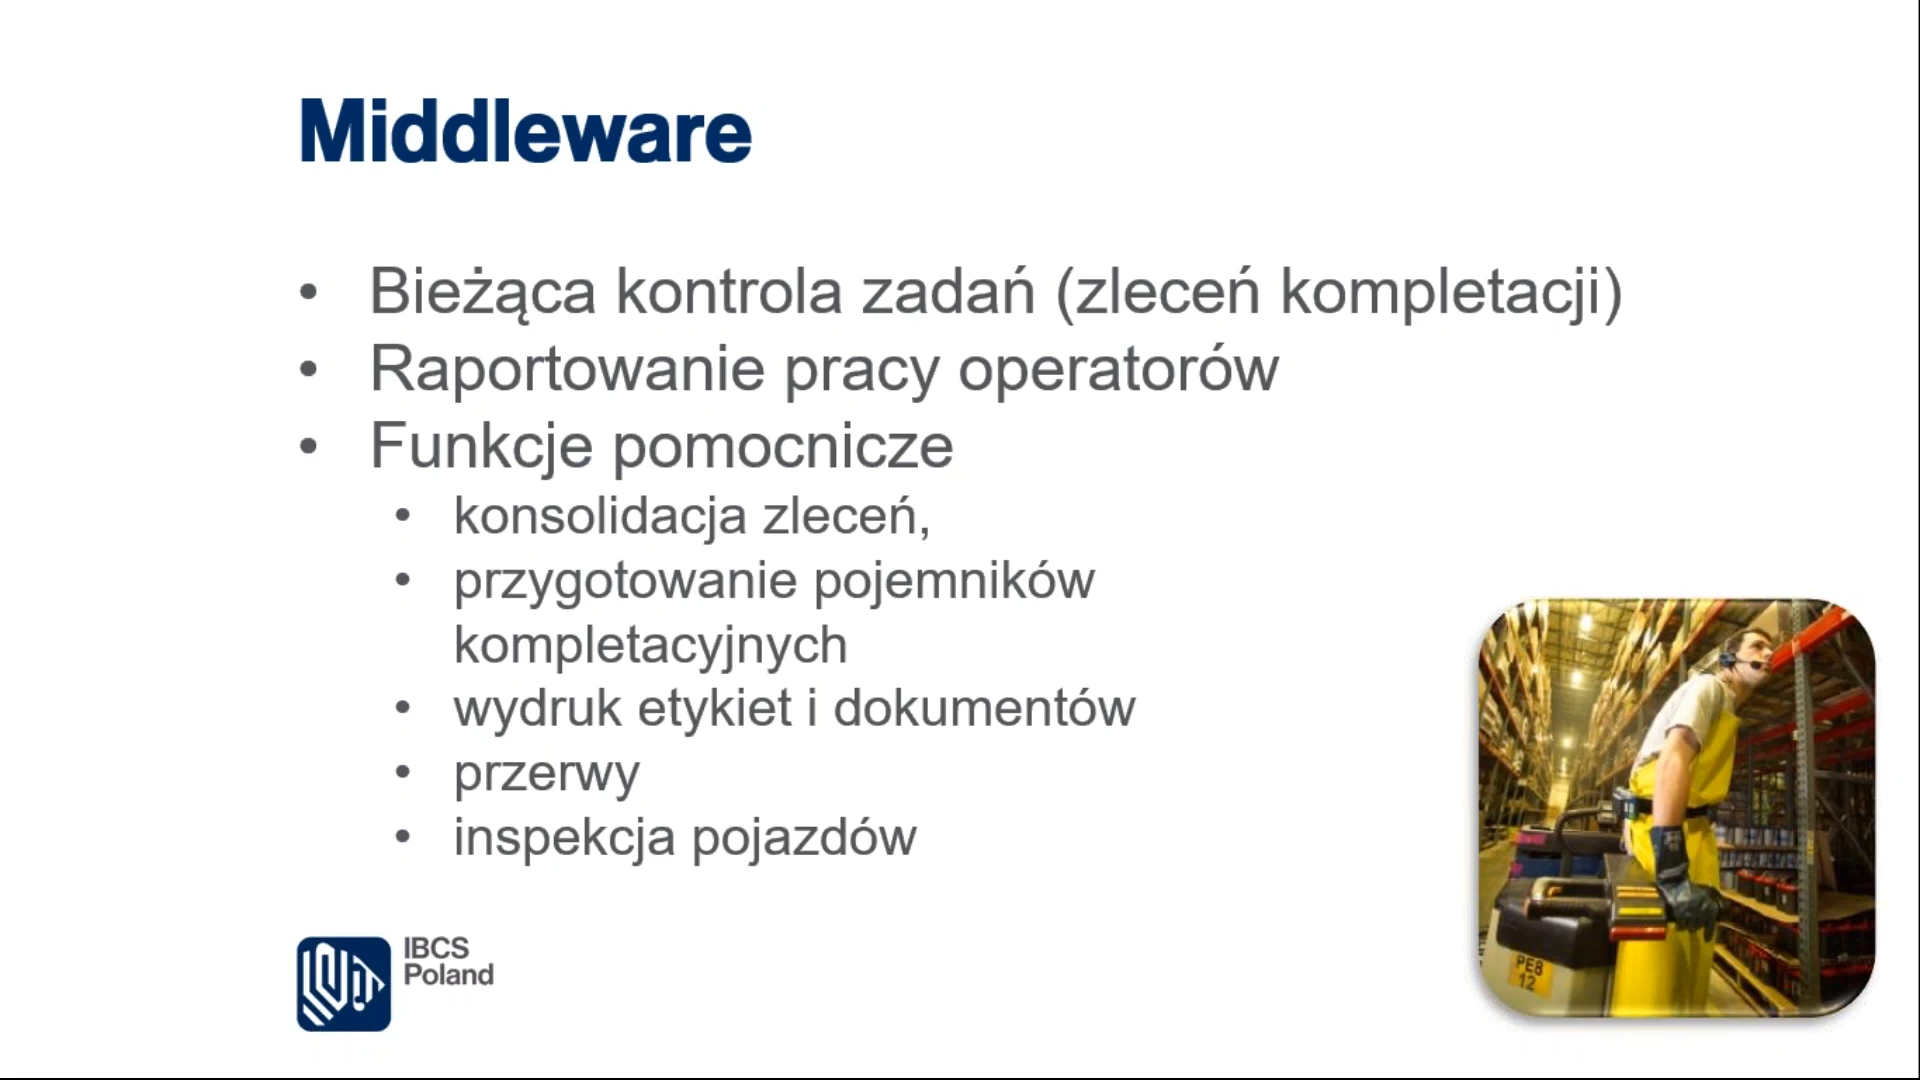 Middleware
• Bieżąca kontrola zadań (zleceń kompletacji)
• Raportowanie pracy operatorów
• Funkcje pomocnicze
• konsolidacja zleceń,
• przygotowanie pojemników
kompletacyjnych
• wydruk etykiet i dokumentów
• przerwy
• inspekcja pojazdów
IBCS
Poland
PE8
12